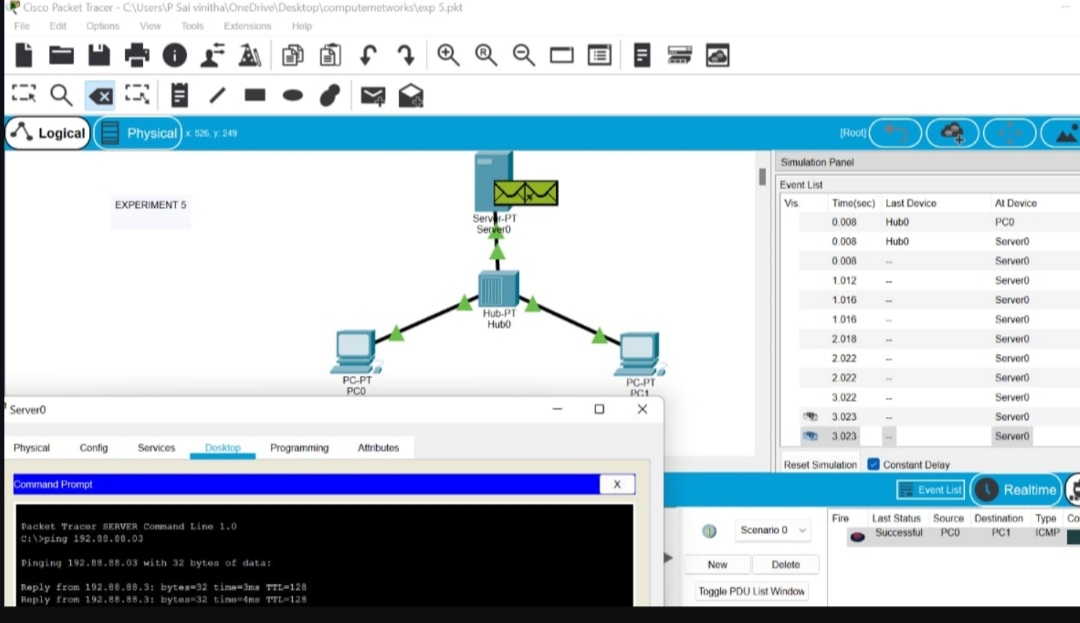 Cisco Packet Tracer - C:\Users\P Sai vinitha\OneDrive\Desktop\computernetworks\exp 5.pkt
File Edit Options View Tools Extensions Help
Logical Physical x: 526, y: 249 [Root]
EXPERIMENT 5
Server-PT
Server0
Hub-PT
Hub0
PC-PT
PC0
PC-PT
PC1
Simulation Panel
Event List
Vis. Time(sec) Last Device At Device
0.008 Hub0 PC0
0.008 Hub0 Server0
0.008 -- Server0
1.012 -- Server0
1.016 -- Server0
1.016 -- Server0
2.018 -- Server0
2.022 -- Server0
2.022 -- Server0
3.022 -- Server0
3.023 -- Server0
3.023 -- Server0
Reset Simulation Constant Delay
Event List Realtime
Server0
Physical Config Services Desktop Programming Attributes
Command Prompt X
Packet Tracer SERVER Command Line 1.0
C:\>ping 192.88.88.03
Pinging 192.88.88.03 with 32 bytes of data:
Reply from 192.88.88.3: bytes=32 time=3ms TTL=128
Reply from 192.88.88.3: bytes=32 time=4ms TTL=128
Scenario 0
New Delete
Toggle PDU List Window
Fire Last Status Source Destination Type Co
Successful PC0 PC1 ICMP